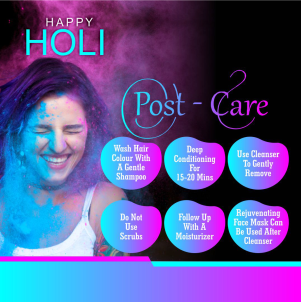 HAPPY
HOLI
Post - Care
Wash Hair
Colour With
A Gentle
Shampoo
Deep
Conditioning
For
15-20 Mins
Use Cleanser
To Gently
Remove
Do Not
Use
Scrubs
Follow Up
With A
Moisturizer
Rejuvenating
Face Mask Can
Be Used After
Cleanser